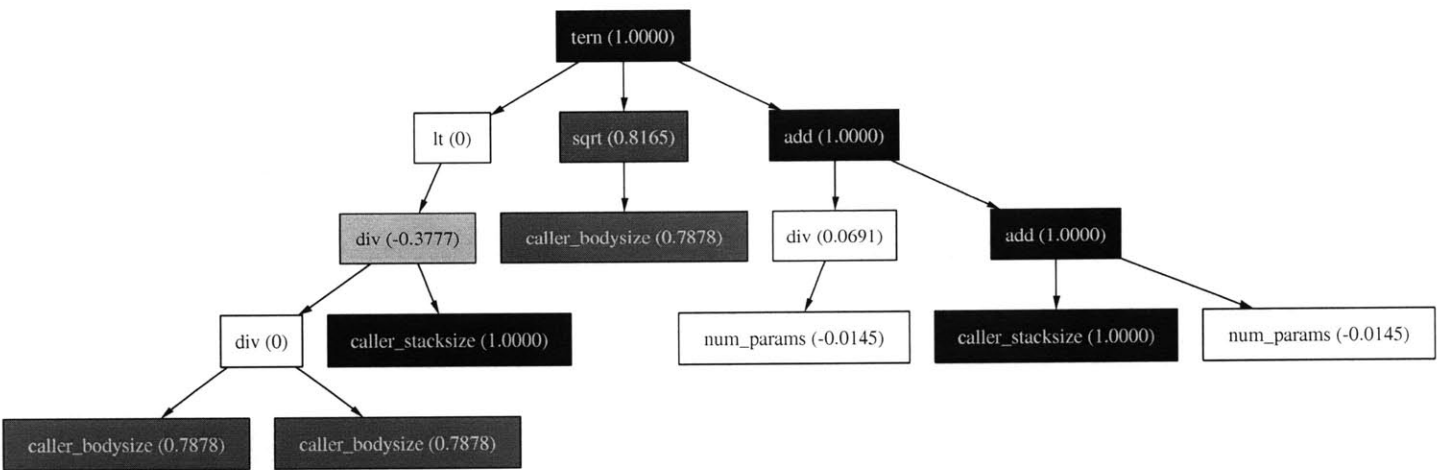 tern (1.0000)
lt (0)
sqrt (0.8165)
add (1.0000)
div (-0.3777)
caller_bodysize (0.7878)
div (0.0691)
add (1.0000)
div (0)
caller_stacksize (1.0000)
num_params (-0.0145)
caller_stacksize (1.0000)
num_params (-0.0145)
caller_bodysize (0.7878)
caller_bodysize (0.7878)